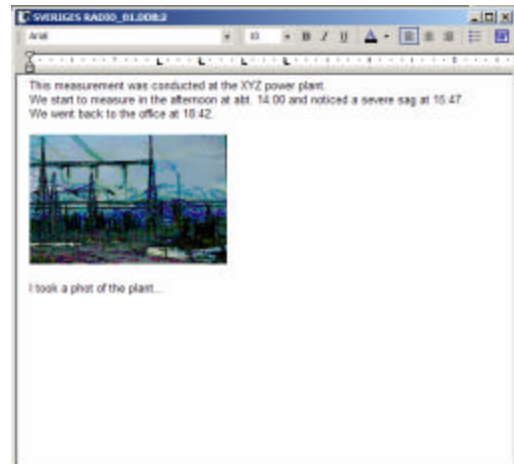 SVERIGES RADIO_01.DDB:2
Arial 10 B I U A
This measurement was conducted at the XYZ power plant.
We start to measure in the afternoon at abt. 14:00 and noticed a severe sag at 15:47.
We went back to the office at 18:42.
I took a phot of the plant...